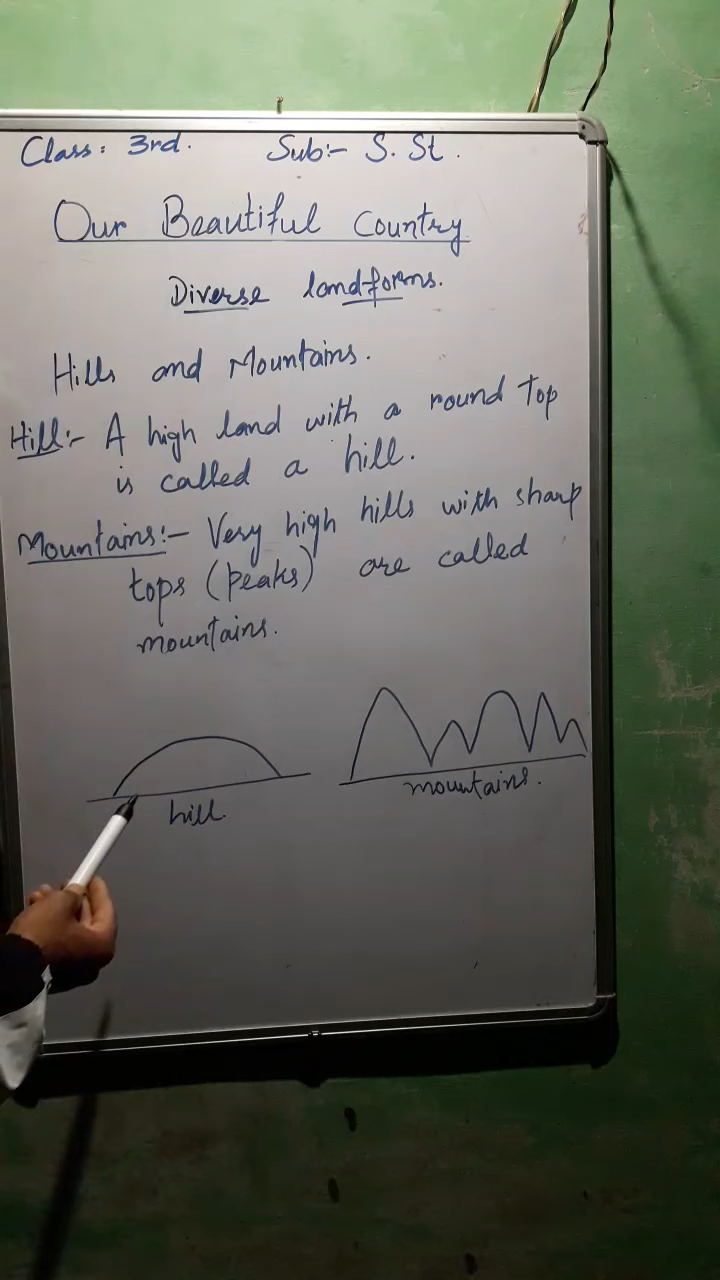 Class: 3rd. Sub:- S. St.
Our Beautiful Country
Diverse landforms.
Hills and Mountains.
Hill:- A high land with a round top
is called a hill.
Mountains:- Very high hills with sharp
tops (peaks) are called
mountains.
hill
mountains.